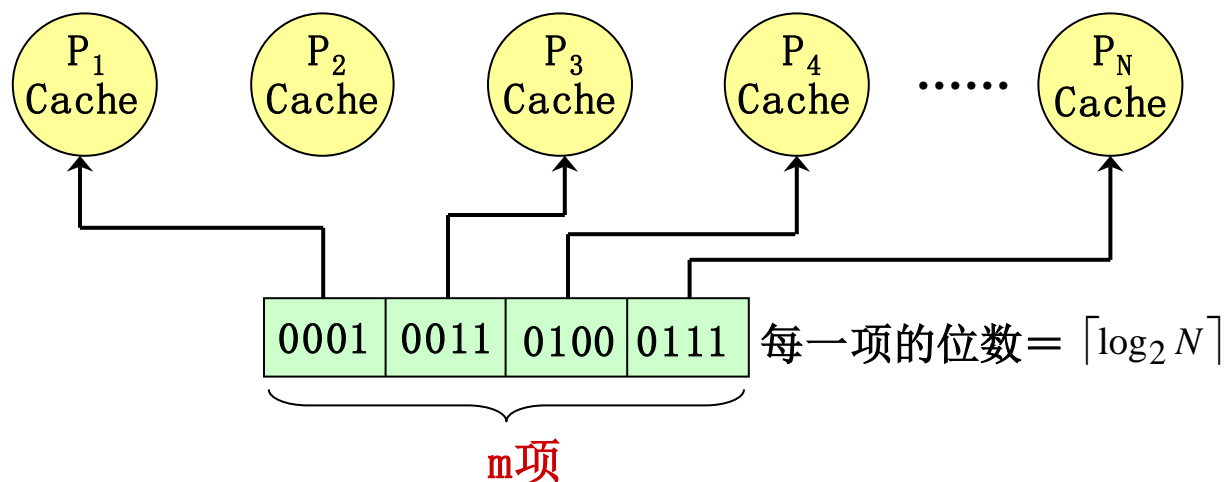 P₁ Cache
P₂ Cache
P₃ Cache
P₄ Cache
……
P_N Cache
0001 0011 0100 0111 每一项的位数＝⌈log₂ N⌉
m项